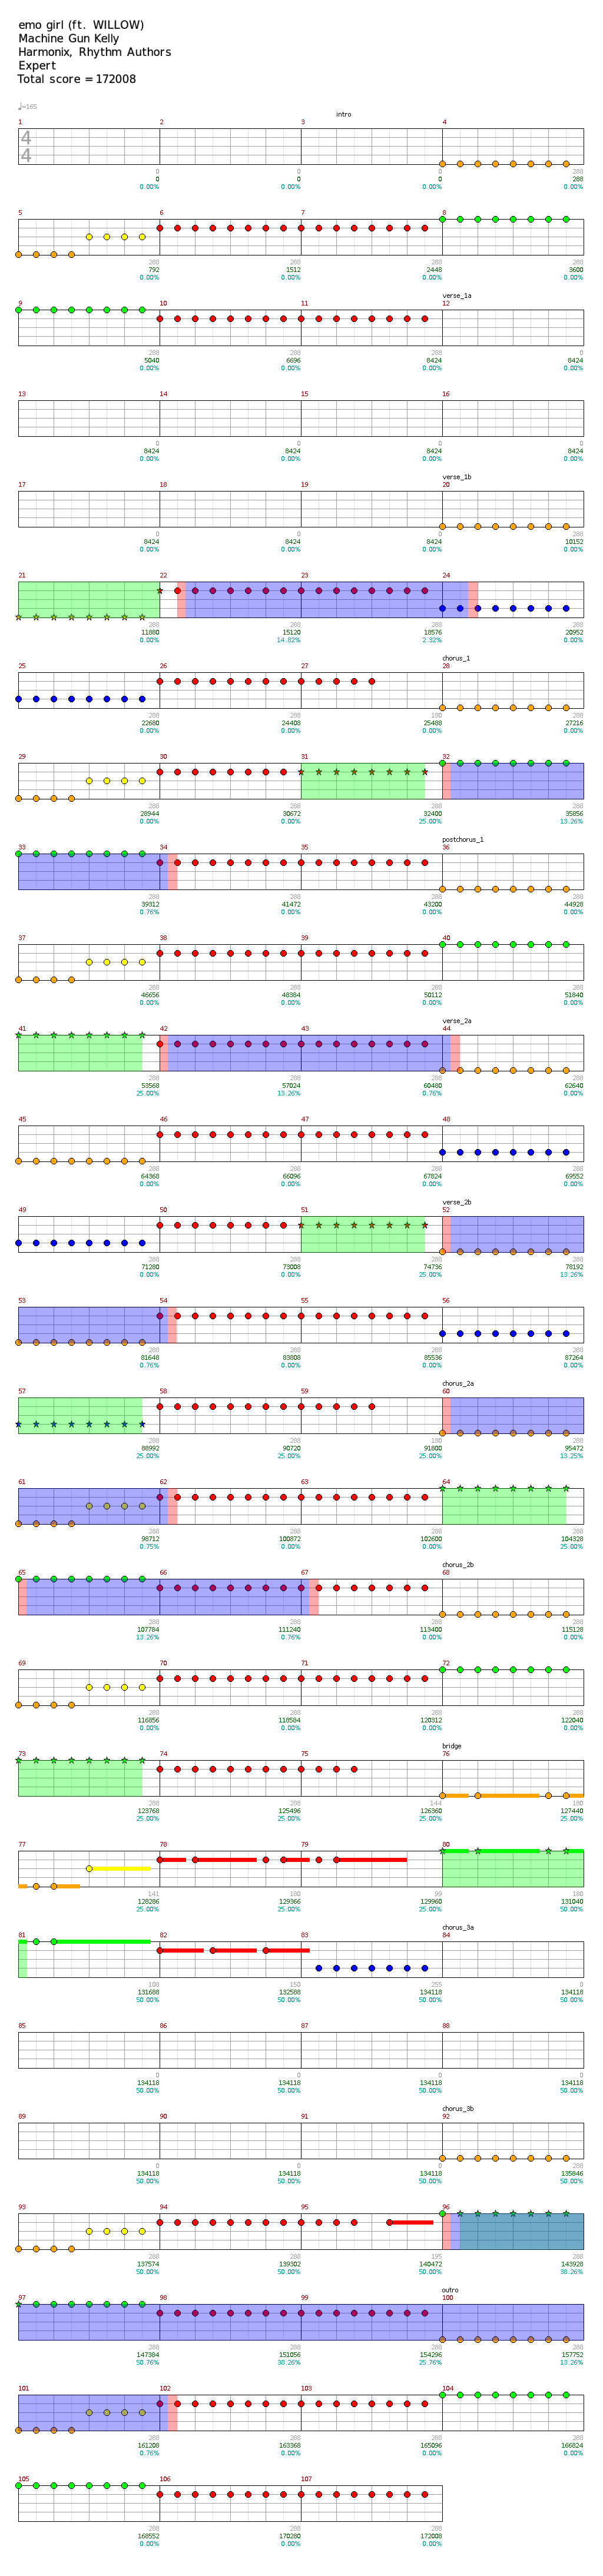 emo girl (ft. WILLOW)
Machine Gun Kelly
Harmonix, Rhythm Authors
Expert
Total score = 172008
♩=165
intro
1 2 3 4
4
4
0 0 0 288
0 0 0 288
0.00% 0.00% 0.00% 0.00%
5 6 7 8
288 288 288 288
792 1512 2448 3600
0.00% 0.00% 0.00% 0.00%
verse_1a
9 10 11 12
288 288 288 0
5040 6696 8424 8424
0.00% 0.00% 0.00% 0.00%
13 14 15 16
0 0 0 0
8424 8424 8424 8424
0.00% 0.00% 0.00% 0.00%
verse_1b
17 18 19 20
0 0 0 288
8424 8424 8424 10152
0.00% 0.00% 0.00% 0.00%
21 22 23 24
288 288 288 288
11880 15120 18576 20952
0.00% 14.82% 2.32% 0.00%
chorus_1
25 26 27 28
288 288 180 288
22680 24408 25488 27216
0.00% 0.00% 0.00% 0.00%
29 30 31 32
288 288 288 288
28944 30672 32400 35856
0.00% 0.00% 25.00% 13.26%
postchorus_1
33 34 35 36
288 288 288 288
39312 41472 43200 44928
0.76% 0.00% 0.00% 0.00%
37 38 39 40
288 288 288 288
46656 48384 50112 51840
0.00% 0.00% 0.00% 0.00%
verse_2a
41 42 43 44
288 288 288 288
53568 57024 60480 62640
25.00% 13.26% 0.76% 0.00%
45 46 47 48
288 288 288 288
64368 66096 67824 69552
0.00% 0.00% 0.00% 0.00%
verse_2b
49 50 51 52
288 288 288 288
71280 73008 74736 78192
0.00% 0.00% 25.00% 13.26%
53 54 55 56
288 288 288 288
81648 83808 85536 87264
0.76% 0.00% 0.00% 0.00%
chorus_2a
57 58 59 60
288 288 180 288
88992 90720 91800 95472
25.00% 25.00% 25.00% 13.25%
61 62 63 64
288 288 288 288
98712 100872 102600 104328
0.75% 0.00% 0.00% 25.00%
chorus_2b
65 66 67 68
288 288 288 288
107784 111240 113400 115128
13.26% 0.76% 0.00% 0.00%
69 70 71 72
288 288 288 288
116856 118584 120312 122040
0.00% 0.00% 0.00% 0.00%
bridge
73 74 75 76
288 288 144 180
123768 125496 126360 127440
25.00% 25.00% 25.00% 25.00%
77 78 79 80
141 180 99 180
128286 129366 129960 131040
25.00% 25.00% 25.00% 25.00%
chorus_3a
81 82 83 84
108 150 255 0
131688 132588 134118 134118
50.00% 50.00% 50.00% 50.00%
85 86 87 88
0 0 0 0
134118 134118 134118 134118
50.00% 50.00% 50.00% 50.00%
chorus_3b
89 90 91 92
0 0 0 288
134118 134118 134118 135846
50.00% 50.00% 50.00% 50.00%
93 94 95 96
288 288 195 288
137574 139302 140472 143928
50.00% 50.00% 50.00% 38.26%
outro
97 98 99 100
288 288 288 288
147384 151056 154296 157752
50.76% 38.26% 25.76% 13.26%
101 102 103 104
288 288 288 288
161208 163368 165096 166824
0.76% 0.00% 0.00% 0.00%
105 106 107
288 288 288
168552 170280 172008
0.00% 0.00% 0.00%